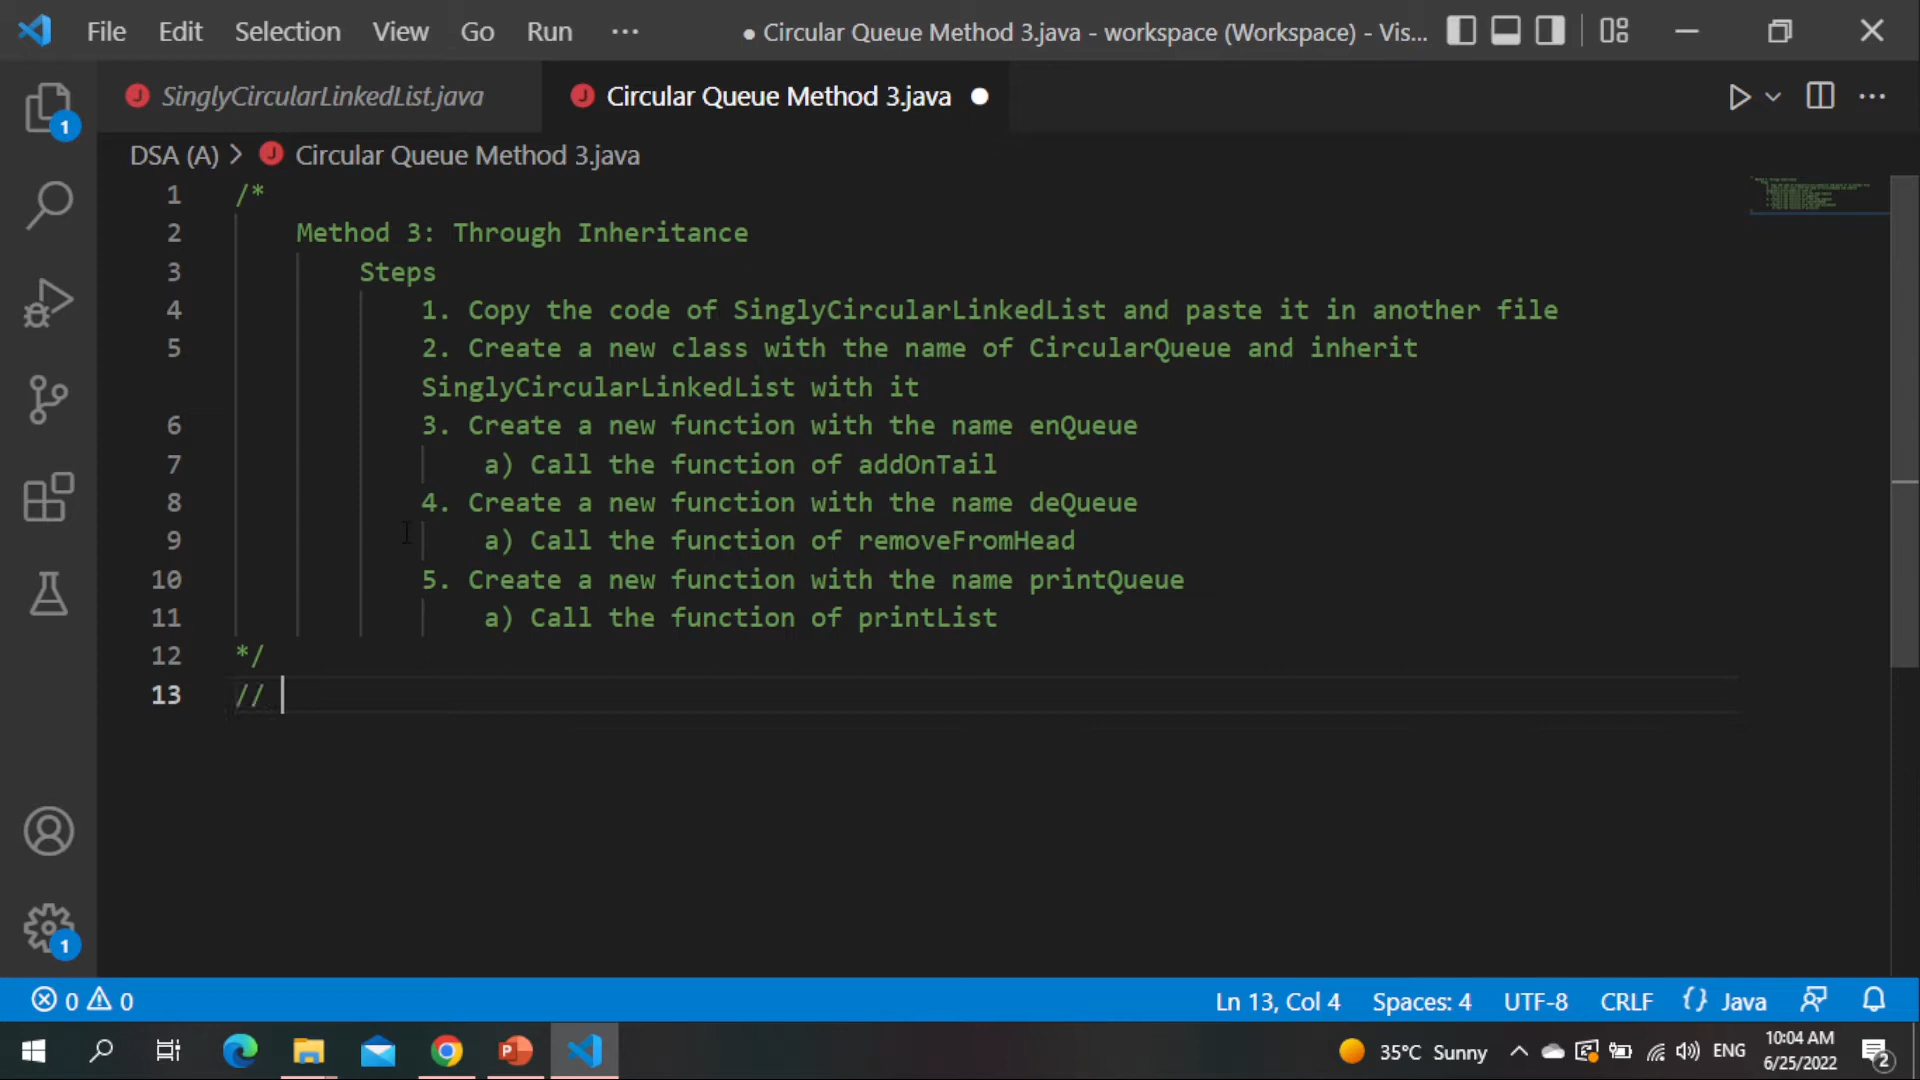 File Edit Selection View Go Run ··· ● Circular Queue Method 3.java - workspace (Workspace) - Vis...
J SinglyCircularLinkedList.java J Circular Queue Method 3.java ●
DSA (A) > J Circular Queue Method 3.java
1 /*
2 Method 3: Through Inheritance
3 Steps
4 1. Copy the code of SinglyCircularLinkedList and paste it in another file
5 2. Create a new class with the name of CircularQueue and inherit
SinglyCircularLinkedList with it
6 3. Create a new function with the name enQueue
7 a) Call the function of addOnTail
8 4. Create a new function with the name deQueue
9 a) Call the function of removeFromHead
10 5. Create a new function with the name printQueue
11 a) Call the function of printList
12 */
13 //
1
1
0 0 Ln 13, Col 4 Spaces: 4 UTF-8 CRLF {} Java
P 35°C Sunny ENG 10:04 AM
6/25/2022 2